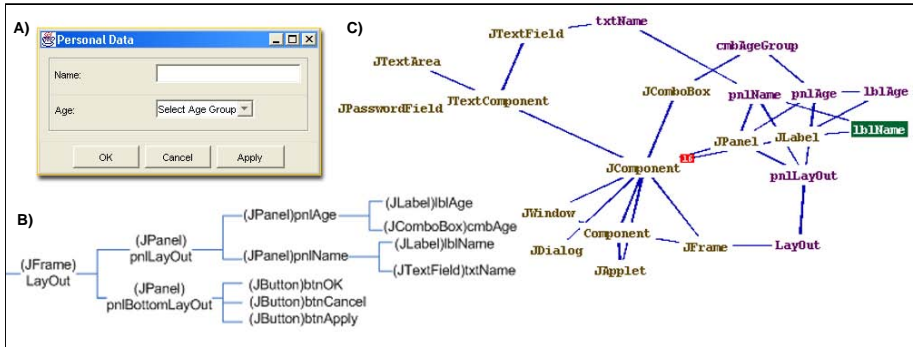 A)
Personal Data
Name:
Age:
Select Age Group
OK
Cancel
Apply
B)
(JFrame)
LayOut
(JPanel)
pnlLayOut
(JPanel)
pnlBottomLayOut
(JPanel)pnlAge
(JPanel)pnlName
(JLabel)lblAge
(JComboBox)cmbAge
(JLabel)lblName
(JTextField)txtName
(JButton)btnOK
(JButton)btnCancel
(JButton)btnApply
C)
txtName
JTextField
cmbAgeGroup
JTextArea
JComboBox
pnlName
pnlAge
lblAge
JPasswordField
JTextComponent
lblName
JPanel
JLabel
JComponent
pnlLayOut
JWindow
Component
JDialog
JFrame
LayOut
JApplet